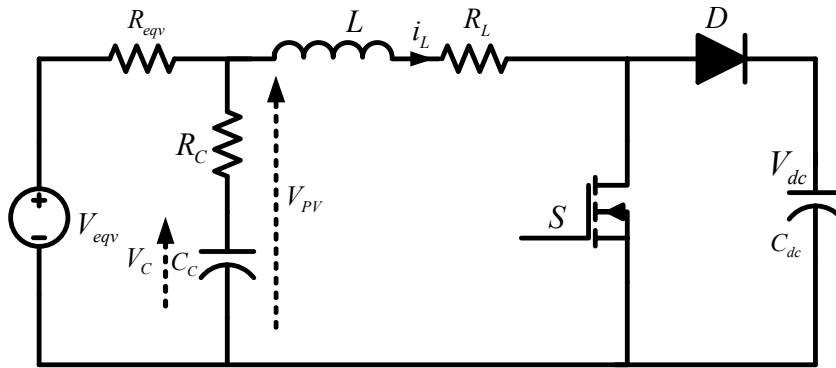 R_eqv
L
i_L
R_L
D
R_C
V_PV
V_dc
V_eqv
V_C
C_C
S
C_dc